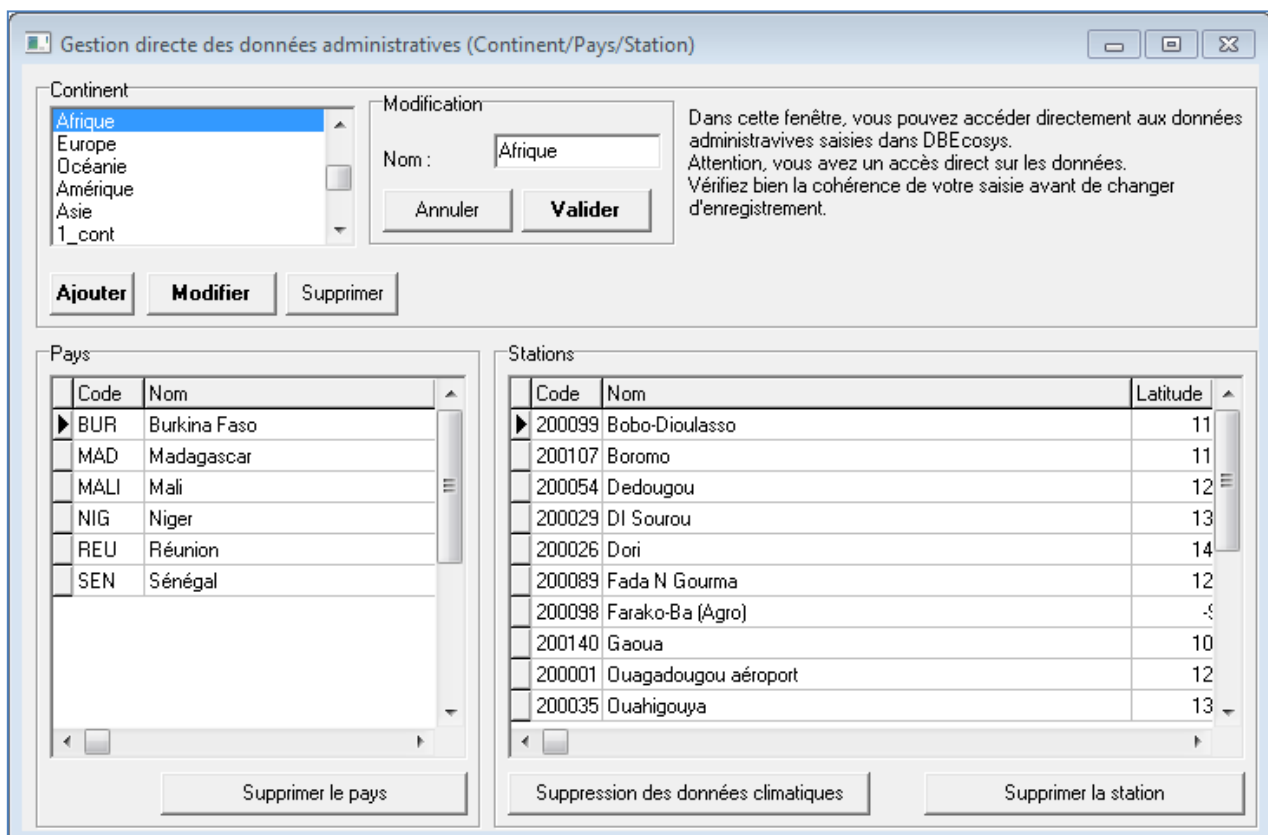 Gestion directe des données administratives (Continent/Pays/Station)
Continent
Afrique
Europe
Océanie
Amérique
Asie
1_cont
Modification
Nom :
Afrique
Annuler
Valider
Dans cette fenêtre, vous pouvez accéder directement aux données
administravives saisies dans DBEcosys.
Attention, vous avez un accès direct sur les données.
Vérifiez bien la cohérence de votre saisie avant de changer
d'enregistrement.
Ajouter
Modifier
Supprimer
Pays
Code Nom
BUR Burkina Faso
MAD Madagascar
MALI Mali
NIG Niger
REU Réunion
SEN Sénégal
Supprimer le pays
Stations
Code Nom Latitude
200099 Bobo-Dioulasso 11
200107 Boromo 11
200054 Dedougou 12
200029 DI Sourou 13
200026 Dori 14
200089 Fada N Gourma 12
200098 Farako-Ba (Agro)
200140 Gaoua 10
200001 Ouagadougou aéroport 12
200035 Ouahigouya 13
Suppression des données climatiques
Supprimer la station